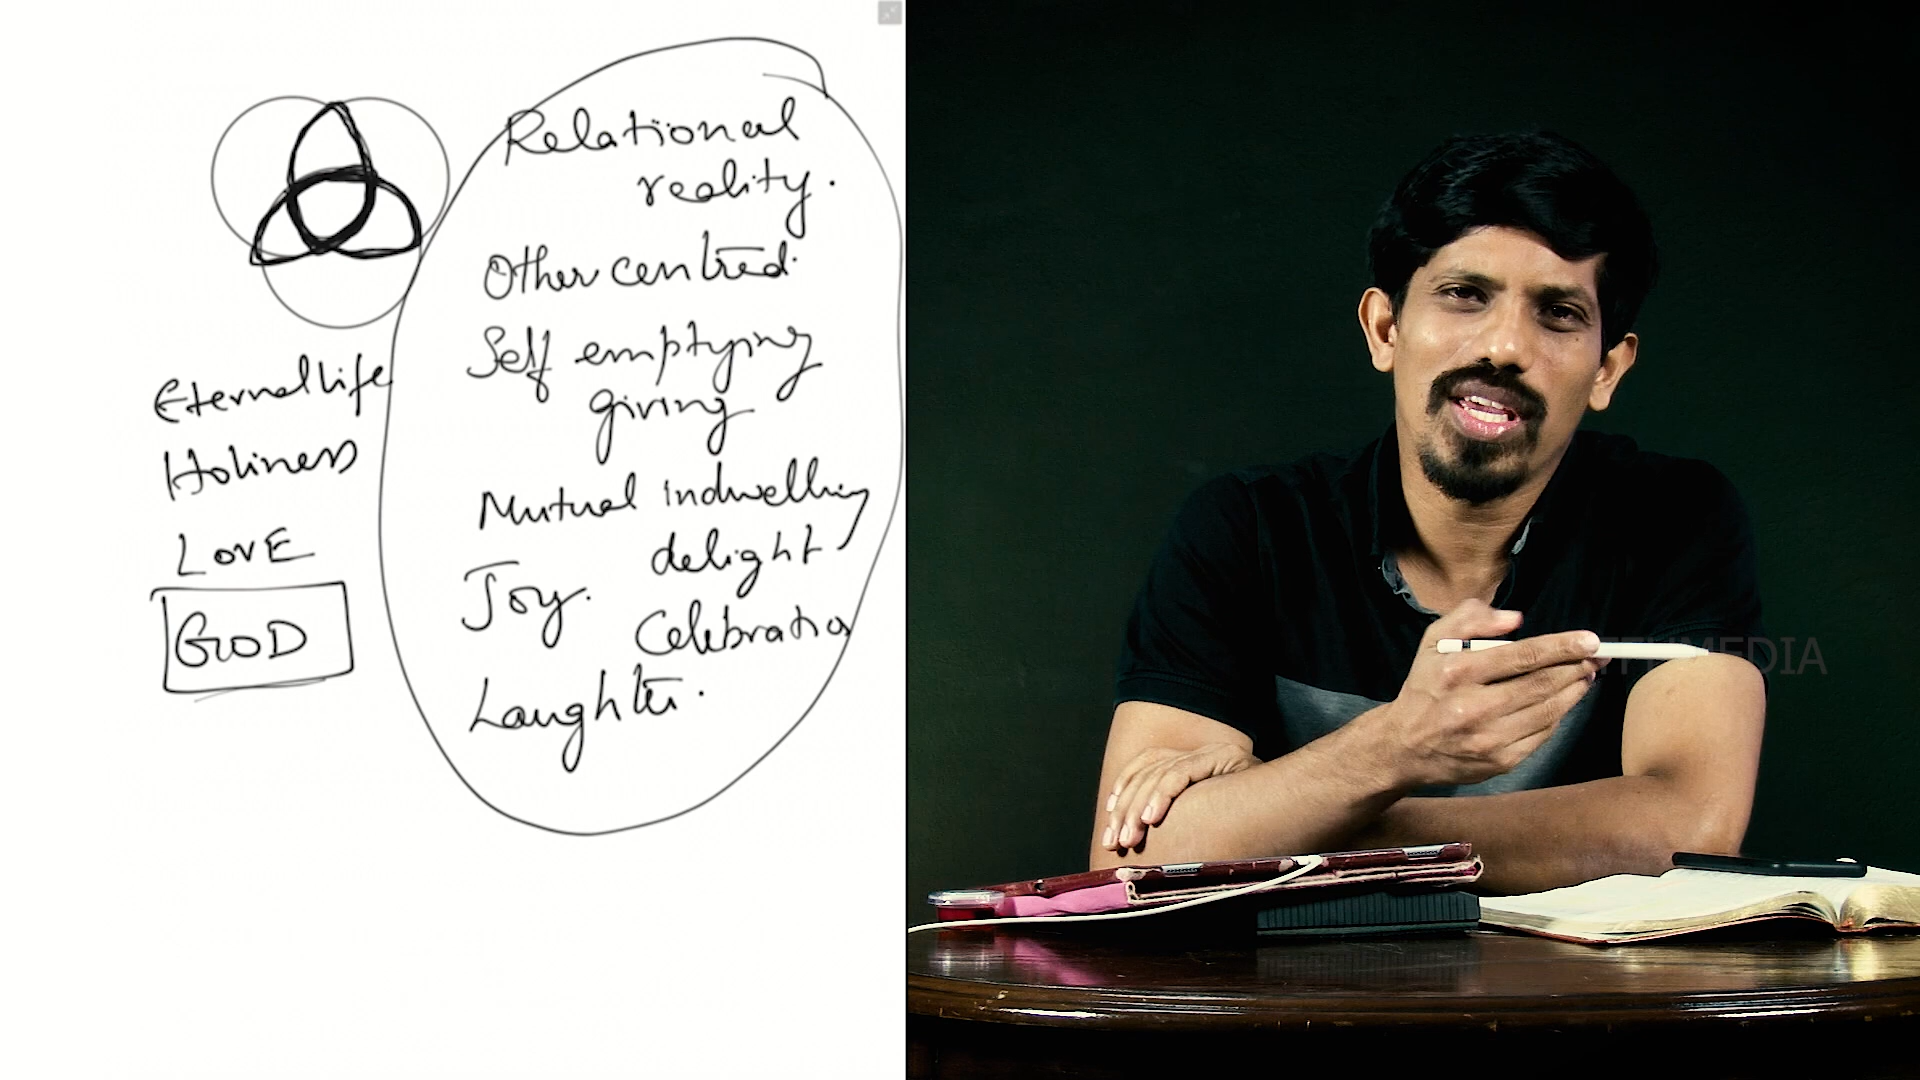 Relational
reality.
Other centred.
Self emptying
giving
Mutual indwelling
delight
Joy.
Celebration
Laughter.
Eternal life
Holiness
LOVE
GOD